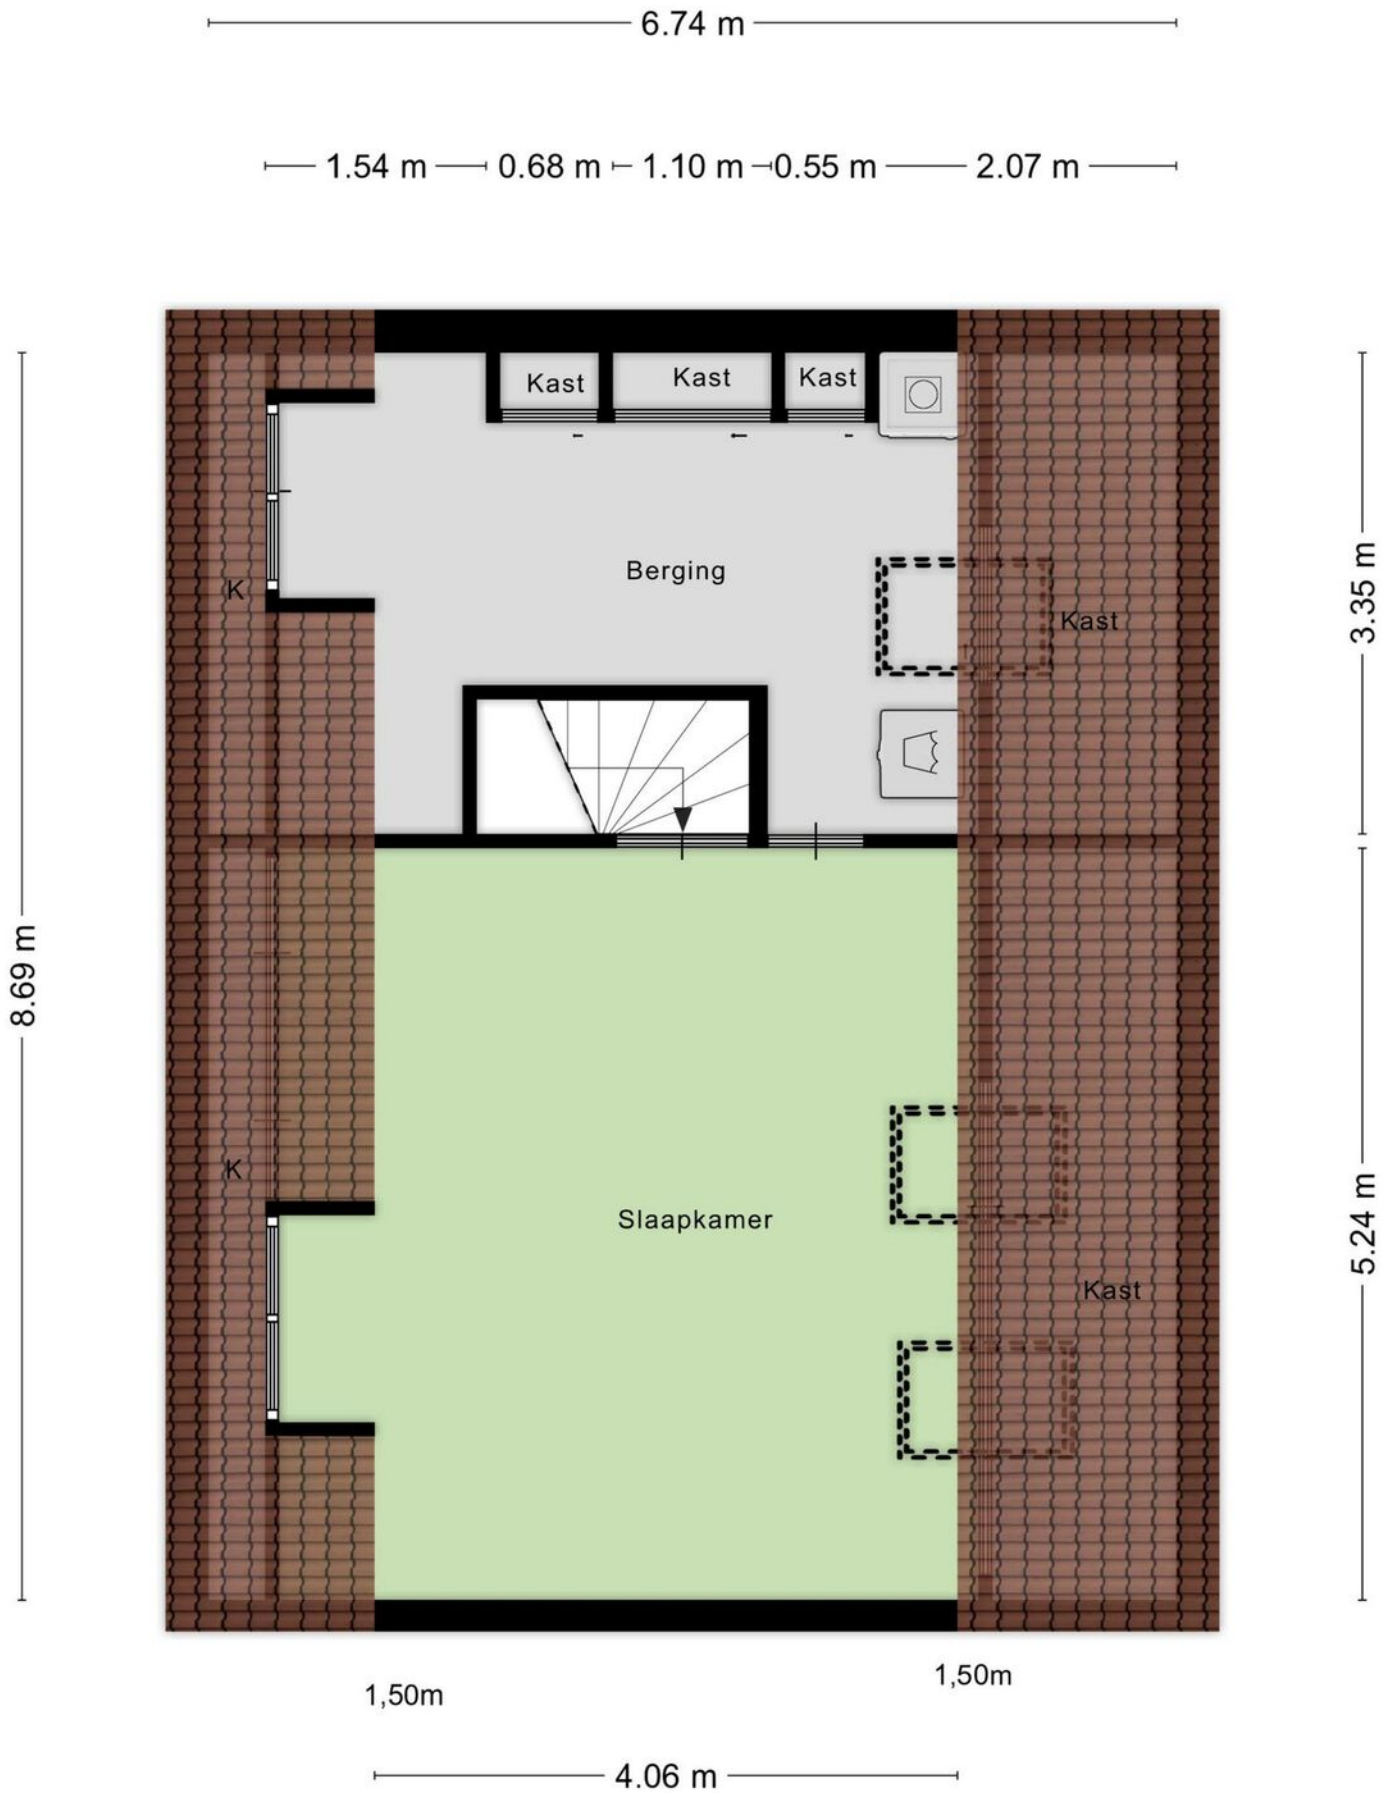 6.74 m
1.54 m 0.68 m 1.10 m 0.55 m 2.07 m
Kast Kast Kast
Berging
K
Kast
3.35 m
8.69 m
K
Slaapkamer
5.24 m
Kast
1,50m
1,50m
4.06 m